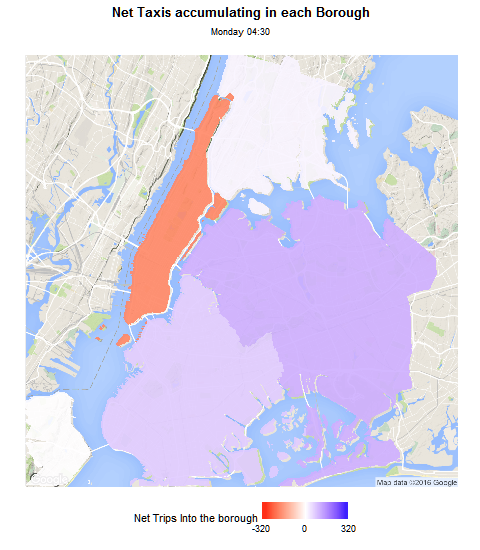 Net Taxis accumulating in each Borough
Monday 04:30
Map data ©2016 Google
Net Trips Into the borough
-320 0 320